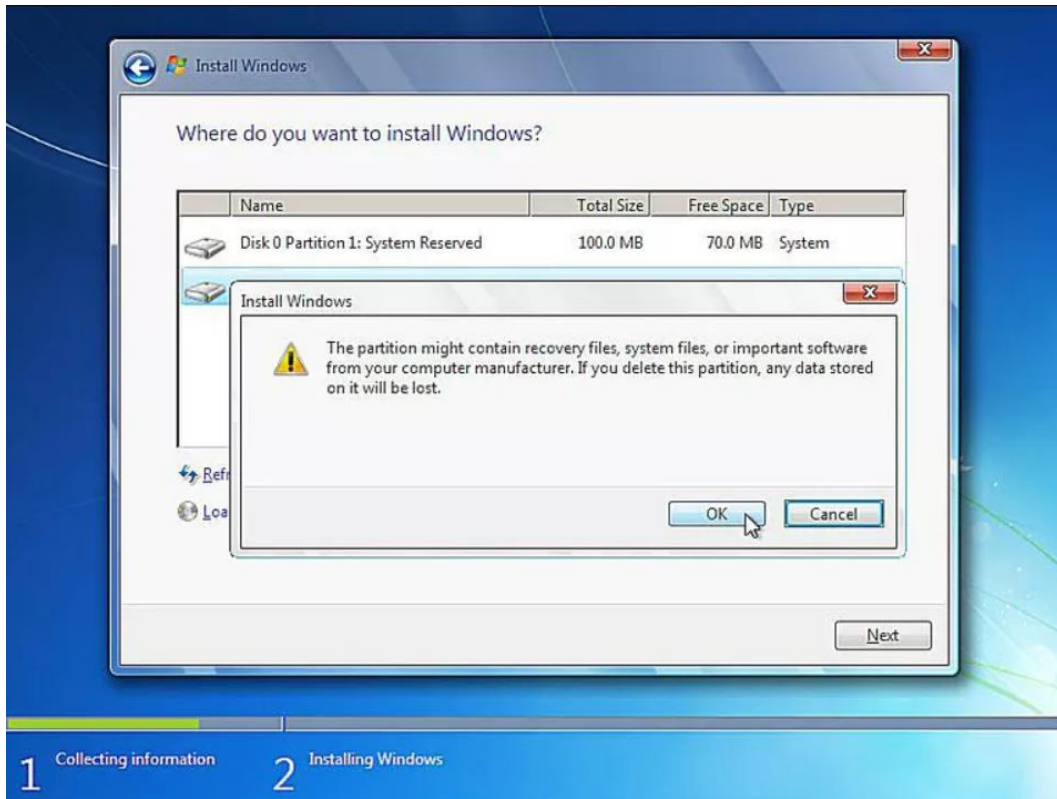 Install Windows
Where do you want to install Windows?
Name Total Size Free Space Type
Disk 0 Partition 1: System Reserved 100.0 MB 70.0 MB System
Install Windows
The partition might contain recovery files, system files, or important software
from your computer manufacturer. If you delete this partition, any data stored
on it will be lost.
Refr
Loa
OK Cancel
Next
1 Collecting information 2 Installing Windows